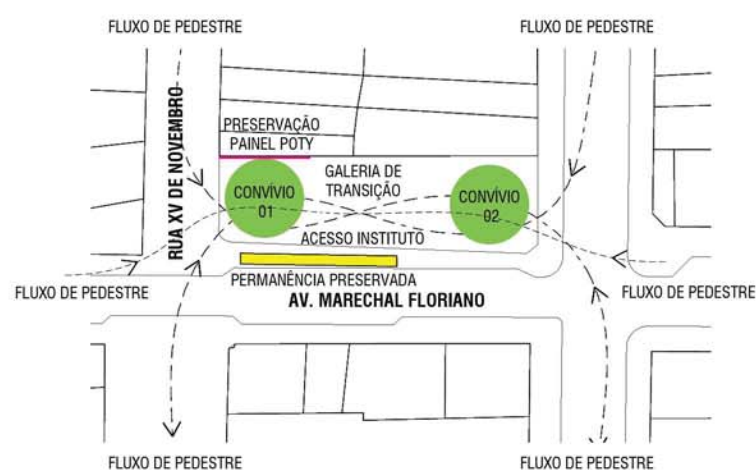 FLUXO DE PEDESTRE
FLUXO DE PEDESTRE
RUA XV DE NOVEMBRO
PRESERVAÇÃO
PAINEL POTY
GALERIA DE
TRANSIÇÃO
CONVÍVIO
01
CONVÍVIO
02
ACESSO INSTITUTO
PERMANÊNCIA PRESERVADA
AV. MARECHAL FLORIANO
FLUXO DE PEDESTRE
FLUXO DE PEDESTRE
FLUXO DE PEDESTRE
FLUXO DE PEDESTRE